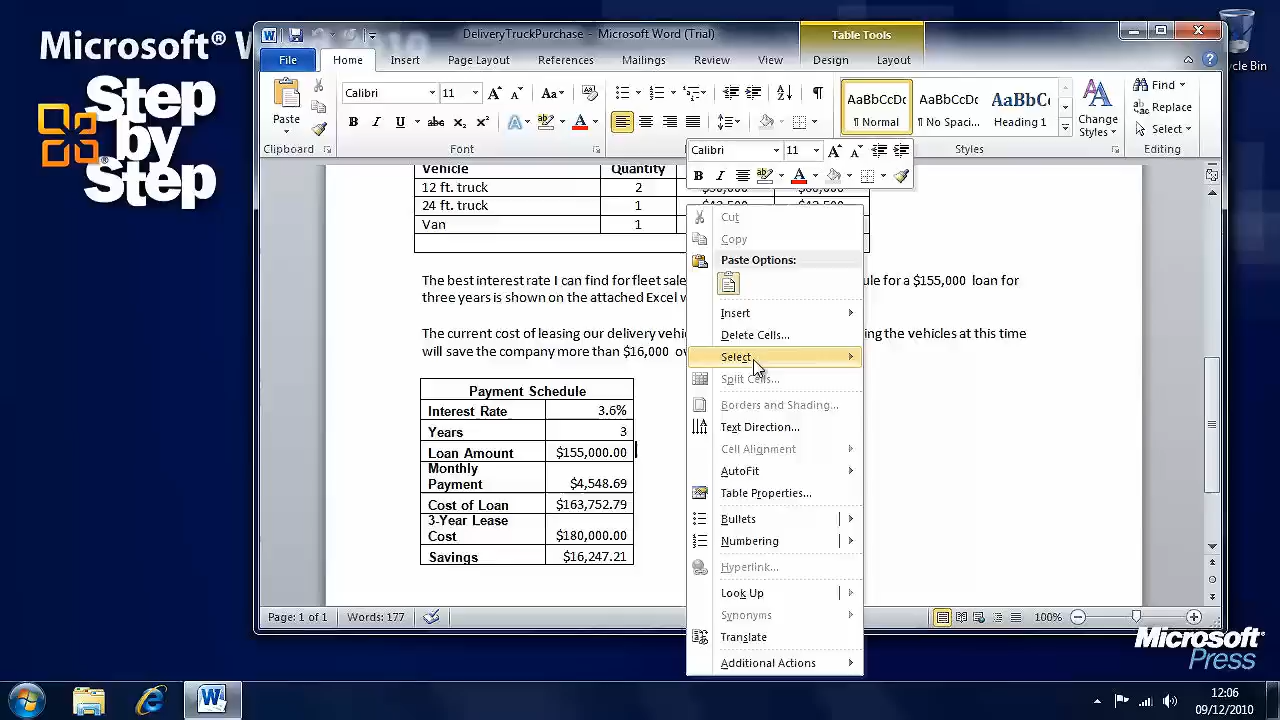 Microsoft® W
Step
by
Step
®
DeliveryTruckPurchase - Microsoft Word (Trial)
Table Tools
File
Home
Insert
Page Layout
References
Mailings
Review
View
Design
Layout
Paste
Clipboard
Calibri
11
Font
AaBbCcDc
¶ Normal
AaBbCcDc
¶ No Spaci...
AaBbCc
Heading 1
Change
Styles
Styles
Find
Replace
Select
Editing
cle Bin
Calibri
11
Vehicle Quantity
12 ft. truck 2
24 ft. truck 1
Van 1
The best interest rate I can find for fleet sale
ule for a $155,000 loan for
three years is shown on the attached Excel w
The current cost of leasing our delivery vehic
ing the vehicles at this time
will save the company more than $16,000 ov
Payment Schedule
Interest Rate 3.6%
Years 3
Loan Amount $155,000.00
Monthly
Payment $4,548.69
Cost of Loan $163,752.79
3-Year Lease
Cost $180,000.00
Savings $16,247.21
Cut
Copy
Paste Options:
Insert
Delete Cells...
Select
Split Cells...
Borders and Shading...
Text Direction...
Cell Alignment
AutoFit
Table Properties...
Bullets
Numbering
Hyperlink...
Look Up
Synonyms
Translate
Additional Actions
Page: 1 of 1
Words: 177
100%
Microsoft®
Press
12:06
09/12/2010